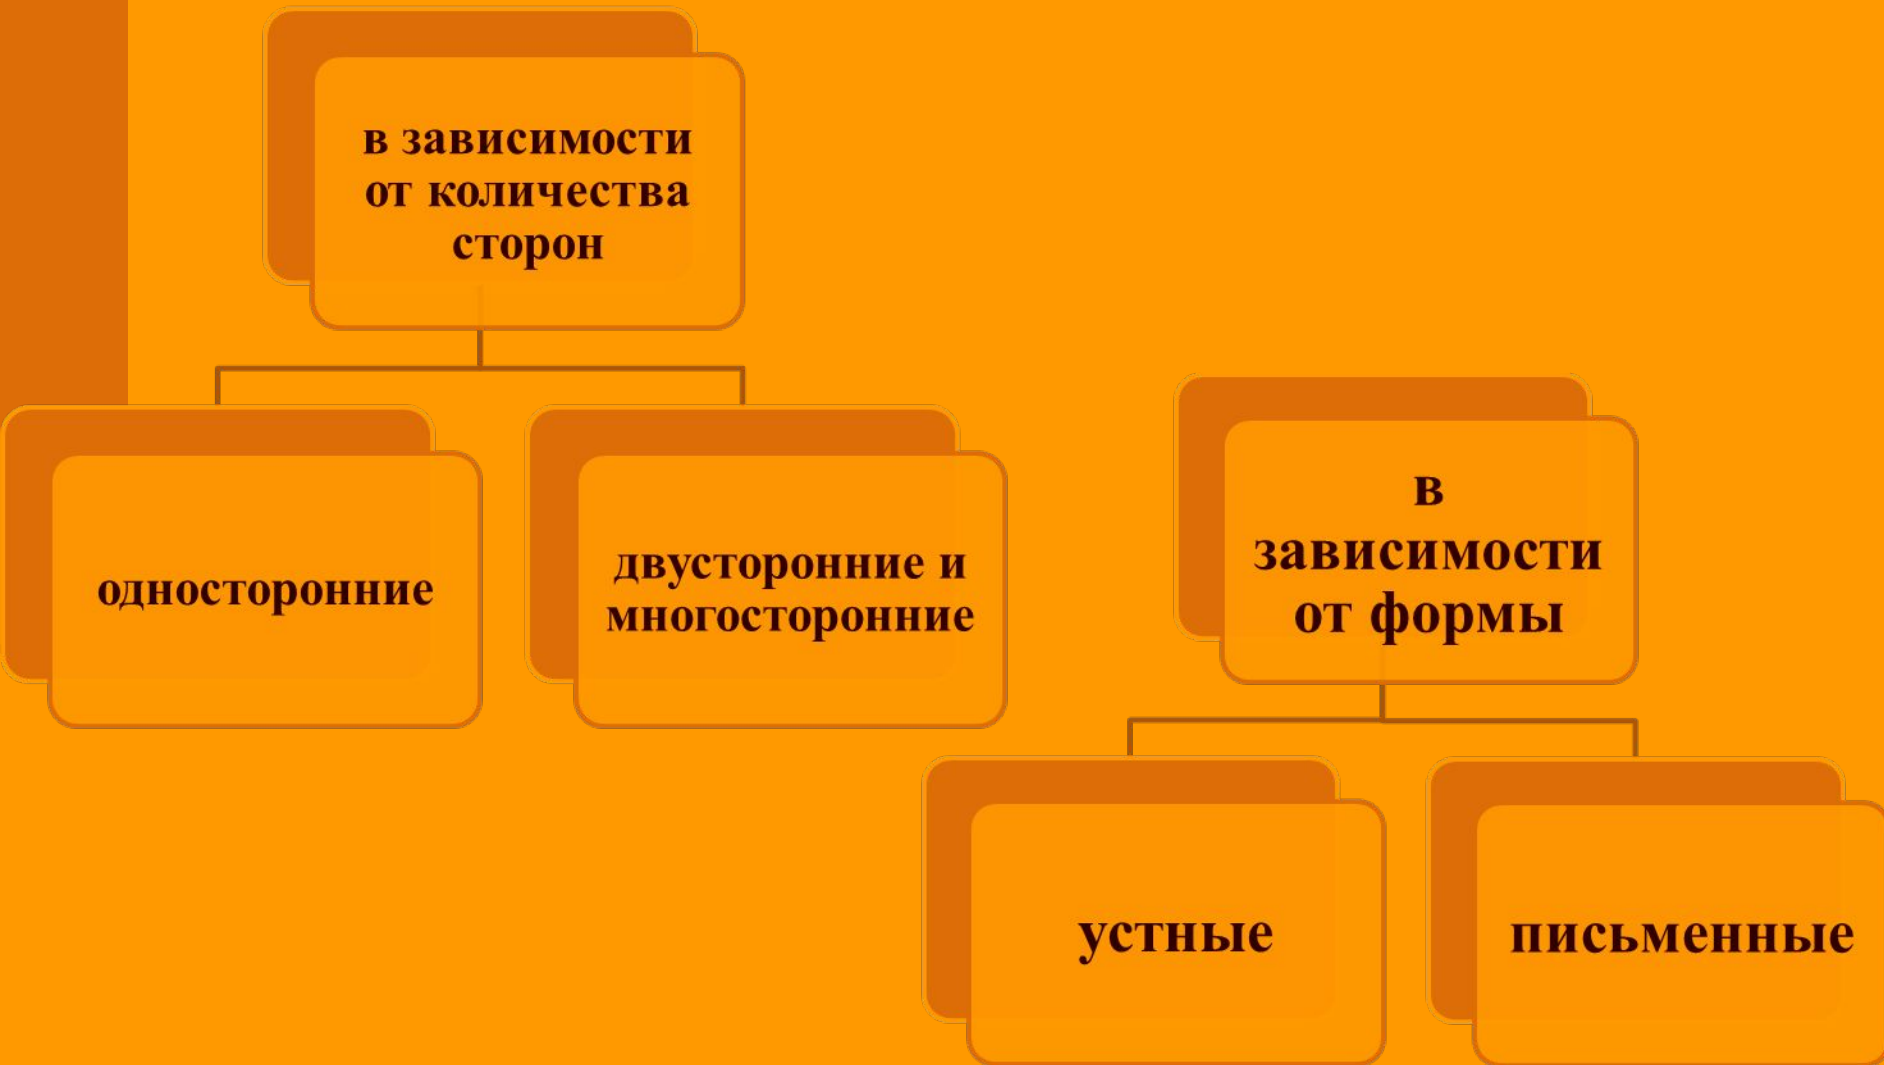 в зависимости
от количества
сторон
односторонние
двусторонние и
многосторонние
в
зависимости
от формы
устные
письменные